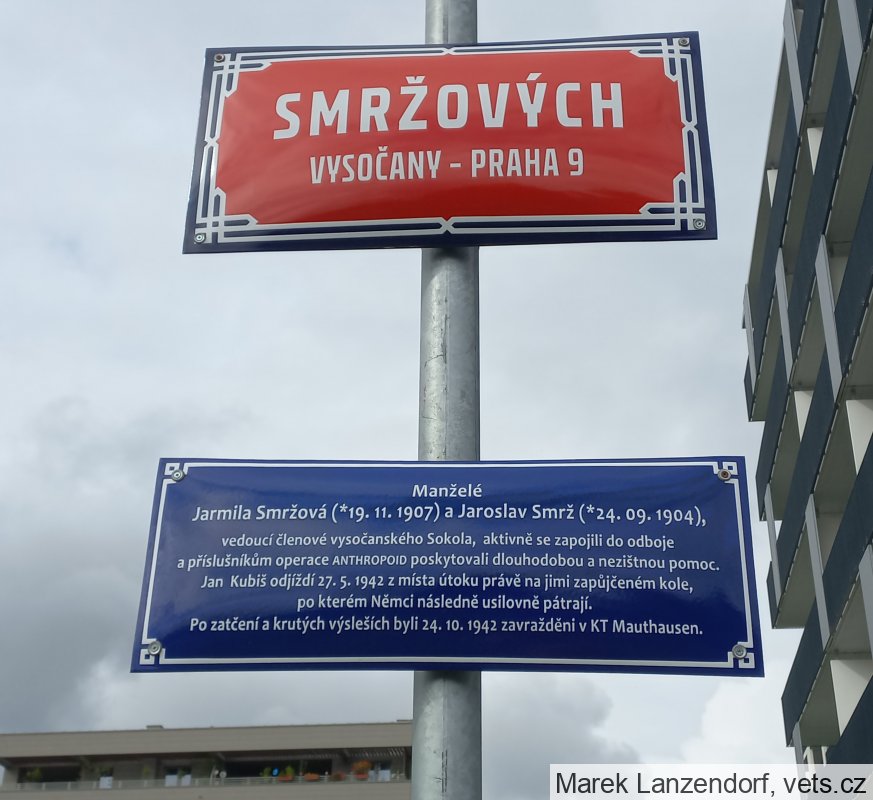 SMRŽOVÝCH
VYSOČANY - PRAHA 9
Manželé
Jarmila Smržová (*19. 11. 1907) a Jaroslav Smrž (*24. 09. 1904),
vedoucí členové vysočanského Sokola, aktivně se zapojili do odboje
a příslušníkům operace ANTHROPOID poskytovali dlouhodobou a nezištnou pomoc.
Jan Kubiš odjíždí 27. 5. 1942 z místa útoku právě na jimi zapůjčeném kole,
po kterém Němci následně usilovně pátrají.
Po zatčení a krutých výsleších byli 24. 10. 1942 zavražděni v KT Mauthausen.
Marek Lanzendorf, vets.cz